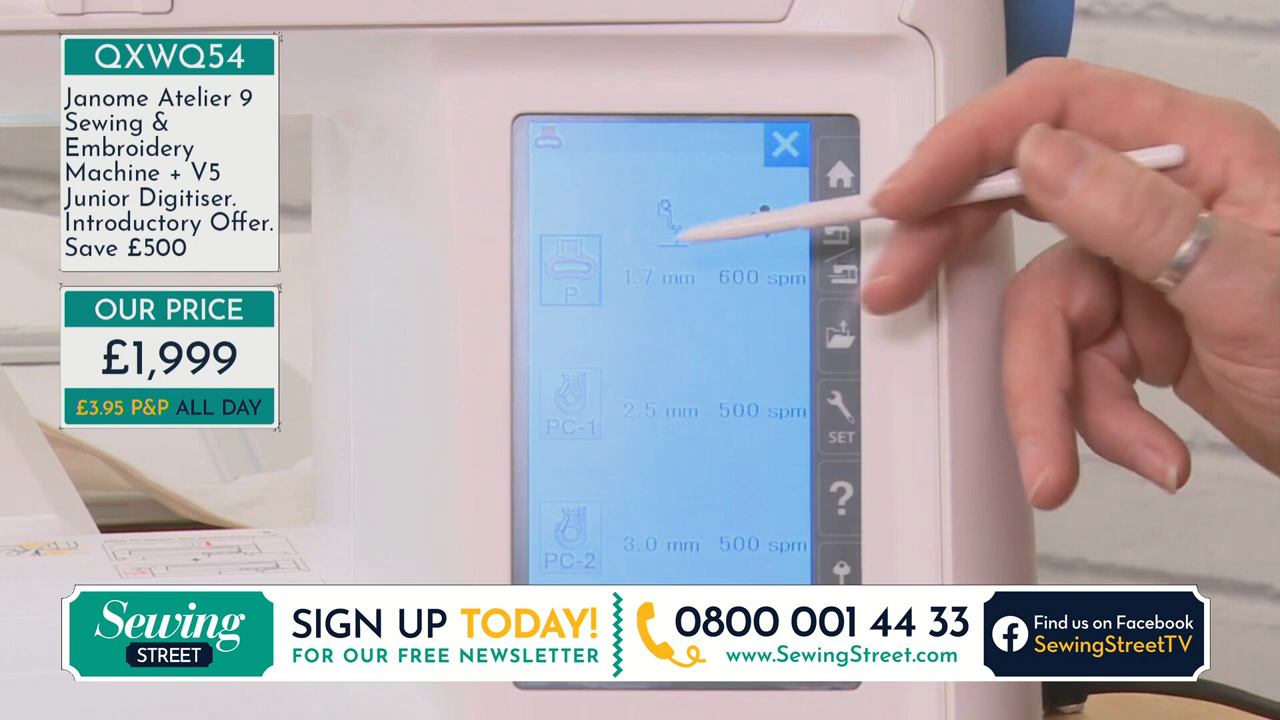 QXWQ54
Janome Atelier 9
Sewing &
Embroidery
Machine + V5
Junior Digitiser.
Introductory Offer.
Save £500
OUR PRICE
£1,999
£3.95 P&P ALL DAY
1.7 mm 600 spm
P
2.5 mm 500 spm
PC-1
SET
?
3.0 mm 500 spm
PC-2
Sewing
STREET
SIGN UP TODAY!
FOR OUR FREE NEWSLETTER
0800 001 44 33
www.SewingStreet.com
Find us on Facebook
SewingStreetTV